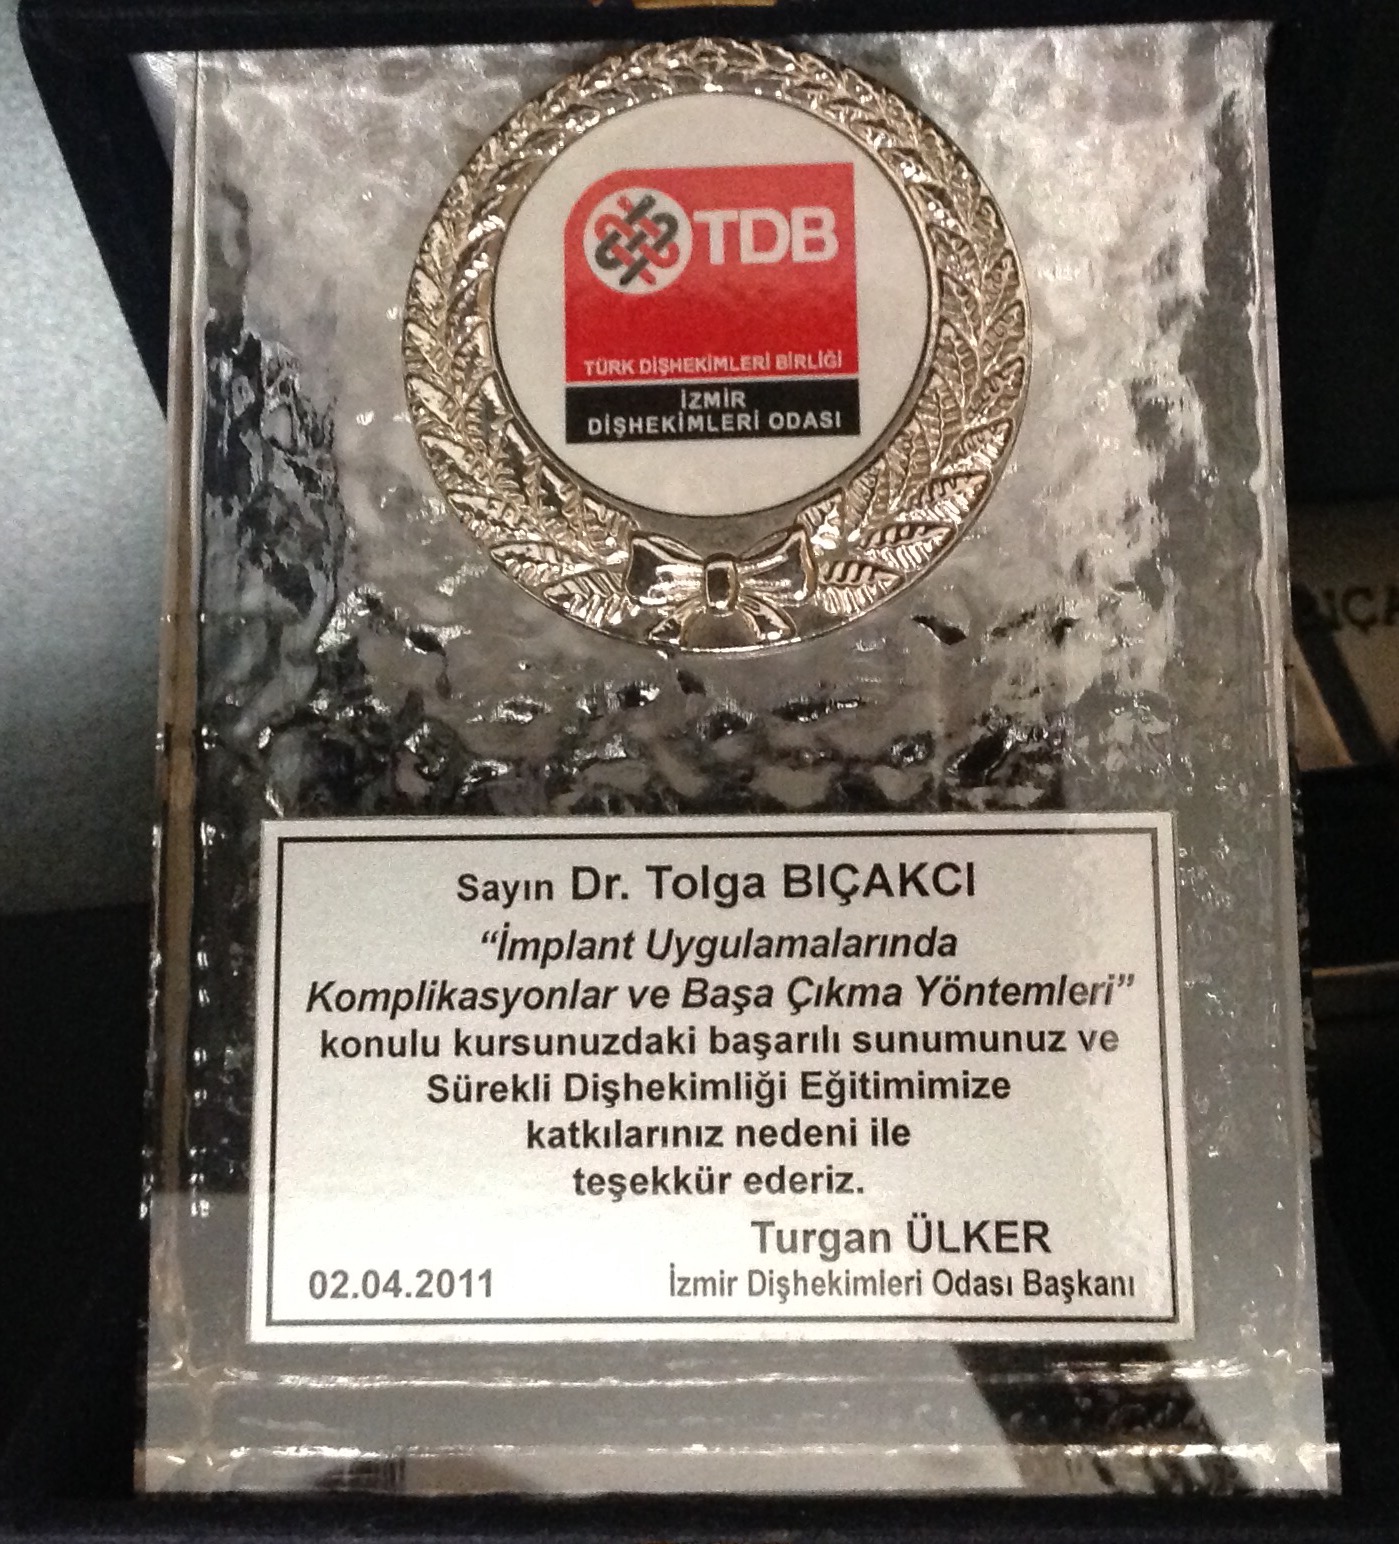 TDB
TÜRK DİŞHEKİMLERİ BİRLİĞİ
İZMİR
DİŞHEKİMLERİ ODASI
Sayın Dr. Tolga BIÇAKCI
“İmplant Uygulamalarında
Komplikasyonlar ve Başa Çıkma Yöntemleri”
konulu kursunuzdaki başarılı sunumunuz ve
Sürekli Dişhekimliği Eğitimimize
katkılarınız nedeni ile
teşekkür ederiz.
Turgan ÜLKER
02.04.2011 İzmir Dişhekimleri Odası Başkanı